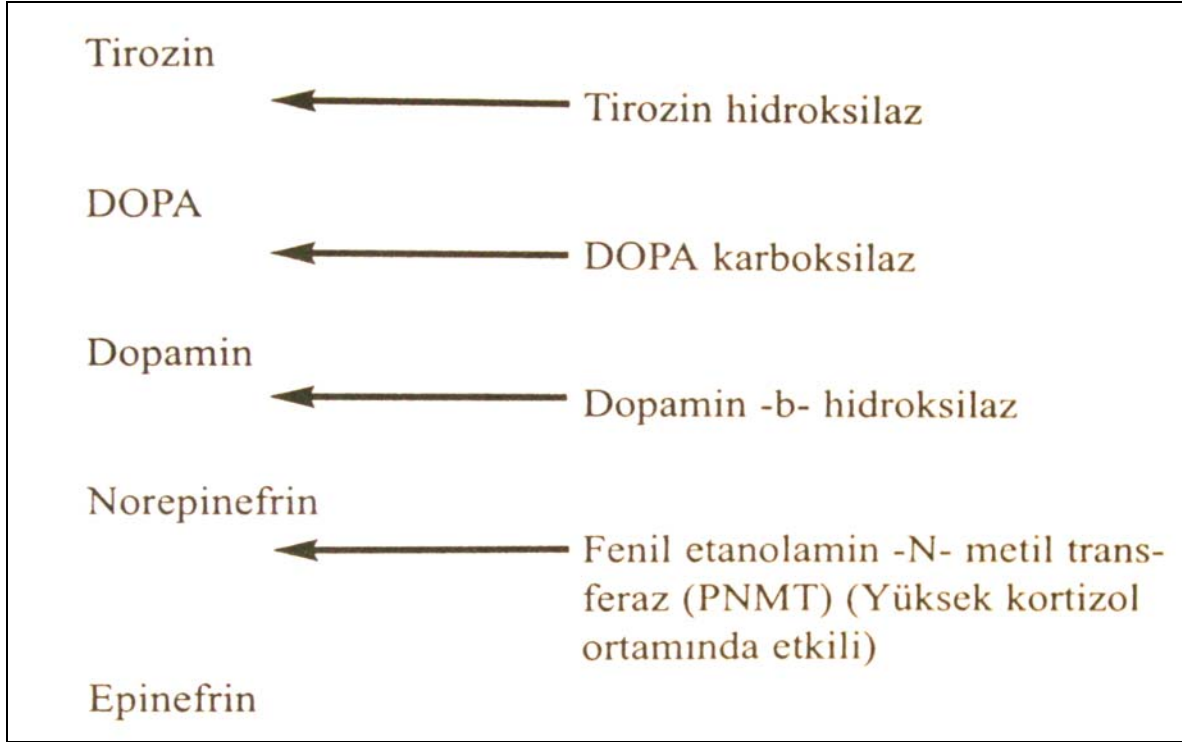 Tirozin
Tirozin hidroksilaz
DOPA
DOPA karboksilaz
Dopamin
Dopamin -b- hidroksilaz
Norepinefrin
Fenil etanolamin -N- metil trans-
feraz (PNMT) (Yüksek kortizol
ortamında etkili)
Epinefrin